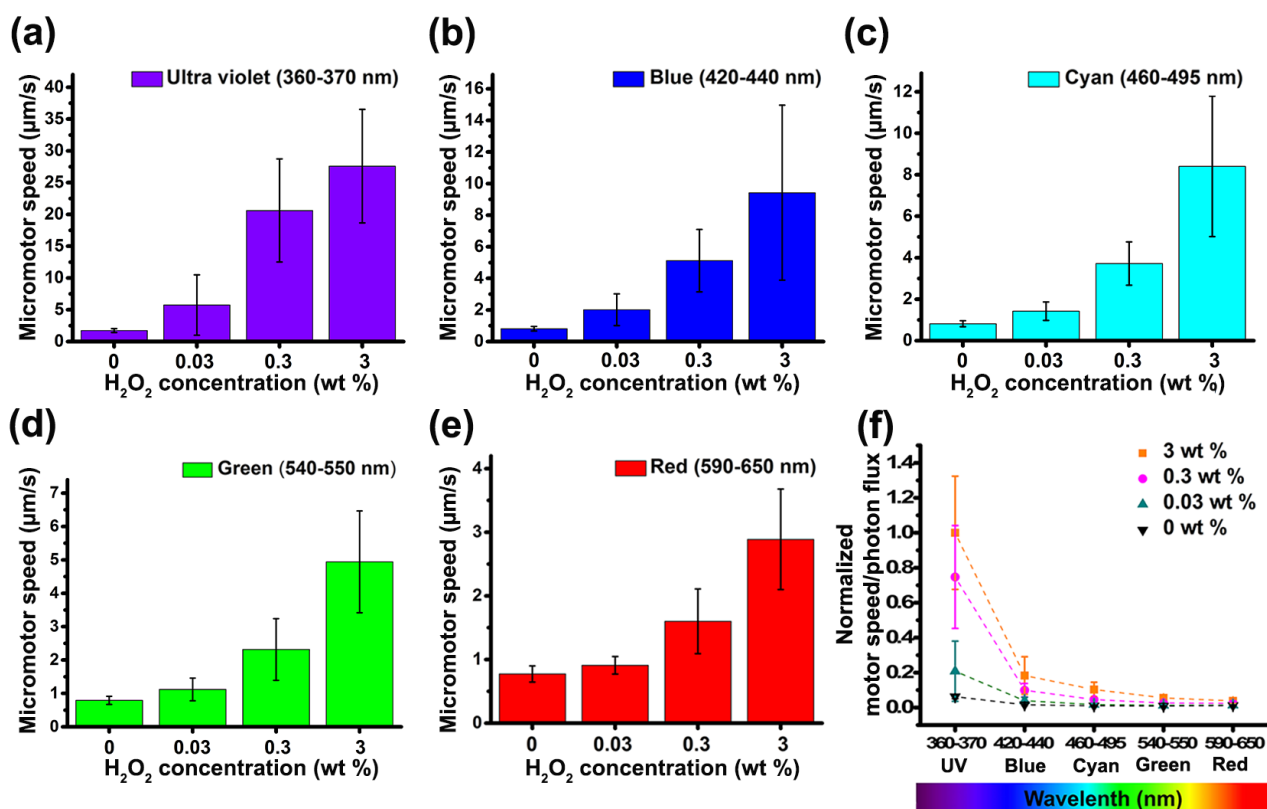 (a)
Ultra violet (360-370 nm)
Micromotor speed (μm/s)
40
35
30
25
20
15
10
5
0
0 0.03 0.3 3
H₂O₂ concentration (wt %)
(b)
Blue (420-440 nm)
Micromotor speed (μm/s)
16
14
12
10
8
6
4
2
0
0 0.03 0.3 3
H₂O₂ concentration (wt %)
(c)
Cyan (460-495 nm)
Micromotor speed (μm/s)
12
10
8
6
4
2
0
0 0.03 0.3 3
H₂O₂ concentration (wt %)
(d)
Green (540-550 nm)
Micromotor speed (μm/s)
7
6
5
4
3
2
1
0
0 0.03 0.3 3
H₂O₂ concentration (wt %)
(e)
Red (590-650 nm)
Micromotor speed (μm/s)
4
3
2
1
0
0 0.03 0.3 3
H₂O₂ concentration (wt %)
(f)
3 wt %
0.3 wt %
0.03 wt %
0 wt %
Normalized
motor speed/photon flux
1.4
1.2
1.0
0.8
0.6
0.4
0.2
0.0
360-370 420-440 460-495 540-550 590-650
UV Blue Cyan Green Red
Wavelenth (nm)